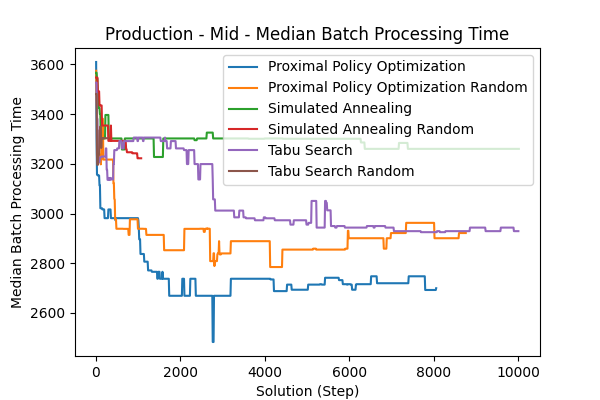 Production - Mid - Median Batch Processing Time
Median Batch Processing Time
3600
3400
3200
3000
2800
2600
Proximal Policy Optimization
Proximal Policy Optimization Random
Simulated Annealing
Simulated Annealing Random
Tabu Search
Tabu Search Random
0 2000 4000 6000 8000 10000
Solution (Step)